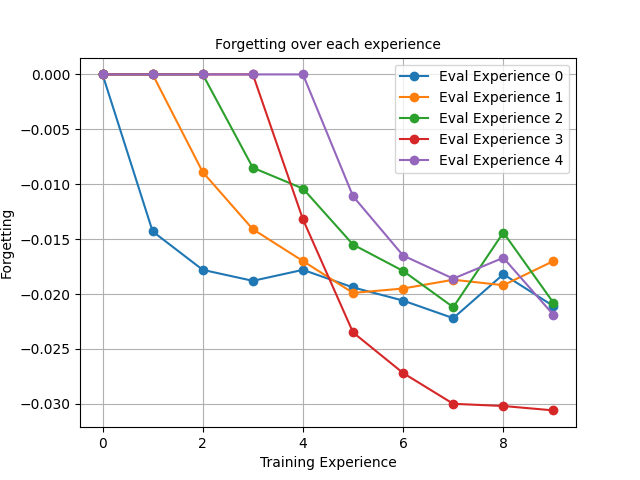 Forgetting over each experience
0.000
−0.005
−0.010
−0.015
−0.020
−0.025
−0.030
Forgetting
Eval Experience 0
Eval Experience 1
Eval Experience 2
Eval Experience 3
Eval Experience 4
0 2 4 6 8
Training Experience